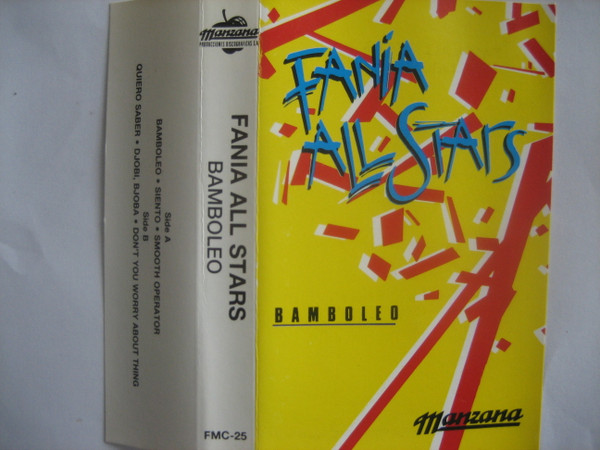 Side A
BAMBOLEO • SIENTO • SMOOTH OPERATOR
Side B
QUIERO SABER • DJOBI, BJOBA • DON'T YOU WORRY ABOUT THING
Manzana
PRODUCCIONES DISCOGRAFICAS S.A.
FANIA ALL STARS
BAMBOLEO
FMC-25
FANIA
ALL STARS
BAMBOLEO
Manzana